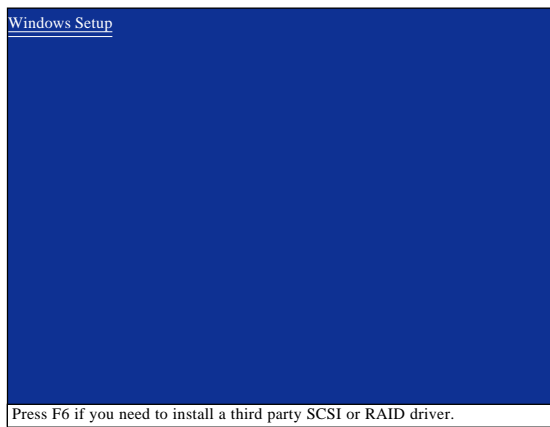 Windows Setup
Press F6 if you need to install a third party SCSI or RAID driver.